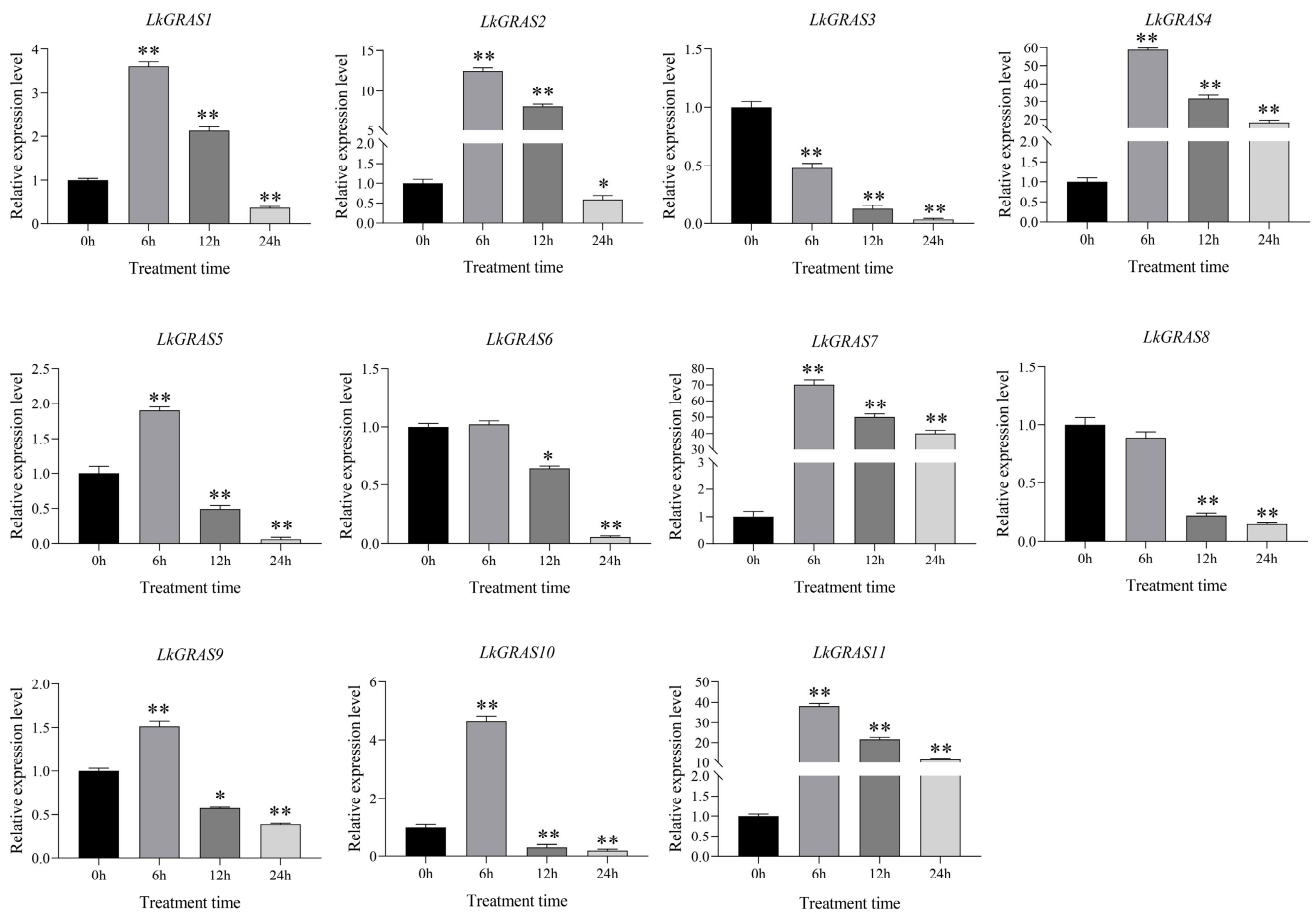 LkGRAS1
Relative expression level
4
3
2
1
0
**
**
**
0h 6h 12h 24h
Treatment time
LkGRAS2
Relative expression level
15
10
5
2.0
1.5
1.0
0.5
0.0
**
**
*
0h 6h 12h 24h
Treatment time
LkGRAS3
Relative expression level
1.5
1.0
0.5
0.0
**
**
**
0h 6h 12h 24h
Treatment time
LkGRAS4
Relative expression level
60
50
40
30
20
2.0
1.5
1.0
0.5
0.0
**
**
**
0h 6h 12h 24h
Treatment time
LkGRAS5
Relative expression level
2.5
2.0
1.5
1.0
0.5
0.0
**
**
**
0h 6h 12h 24h
Treatment time
LkGRAS6
Relative expression level
1.5
1.0
0.5
0.0
*
**
0h 6h 12h 24h
Treatment time
LkGRAS7
Relative expression level
80
70
60
50
40
30
3
2
1
0
**
**
**
0h 6h 12h 24h
Treatment time
LkGRAS8
Relative expression level
1.5
1.0
0.5
0.0
**
**
0h 6h 12h 24h
Treatment time
LkGRAS9
Relative expression level
2.0
1.5
1.0
0.5
0.0
**
*
**
0h 6h 12h 24h
Treatment time
LkGRAS10
Relative expression level
6
4
2
0
**
**
**
0h 6h 12h 24h
Treatment time
LkGRAS11
Relative expression level
50
40
30
20
10
2.0
1.5
1.0
0.5
0.0
**
**
**
0h 6h 12h 24h
Treatment time